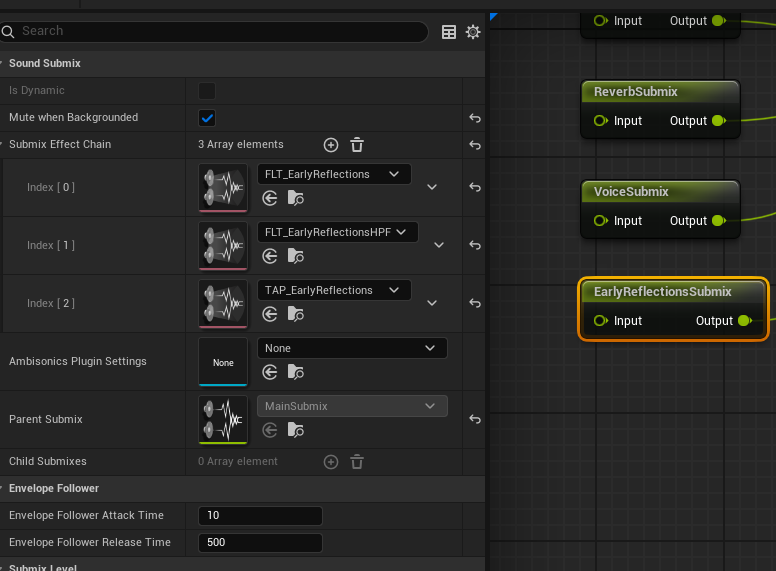 Search
Sound Submix
Is Dynamic
Mute when Backgrounded
Submix Effect Chain 3 Array elements
Index [ 0 ] FLT_EarlyReflections
Index [ 1 ] FLT_EarlyReflectionsHPF
Index [ 2 ] TAP_EarlyReflections
Ambisonics Plugin Settings None None
Parent Submix MainSubmix
Child Submixes 0 Array element
Envelope Follower
Envelope Follower Attack Time 10
Envelope Follower Release Time 500
Submix Level
Input Output
ReverbSubmix
Input Output
VoiceSubmix
Input Output
EarlyReflectionsSubmix
Input Output